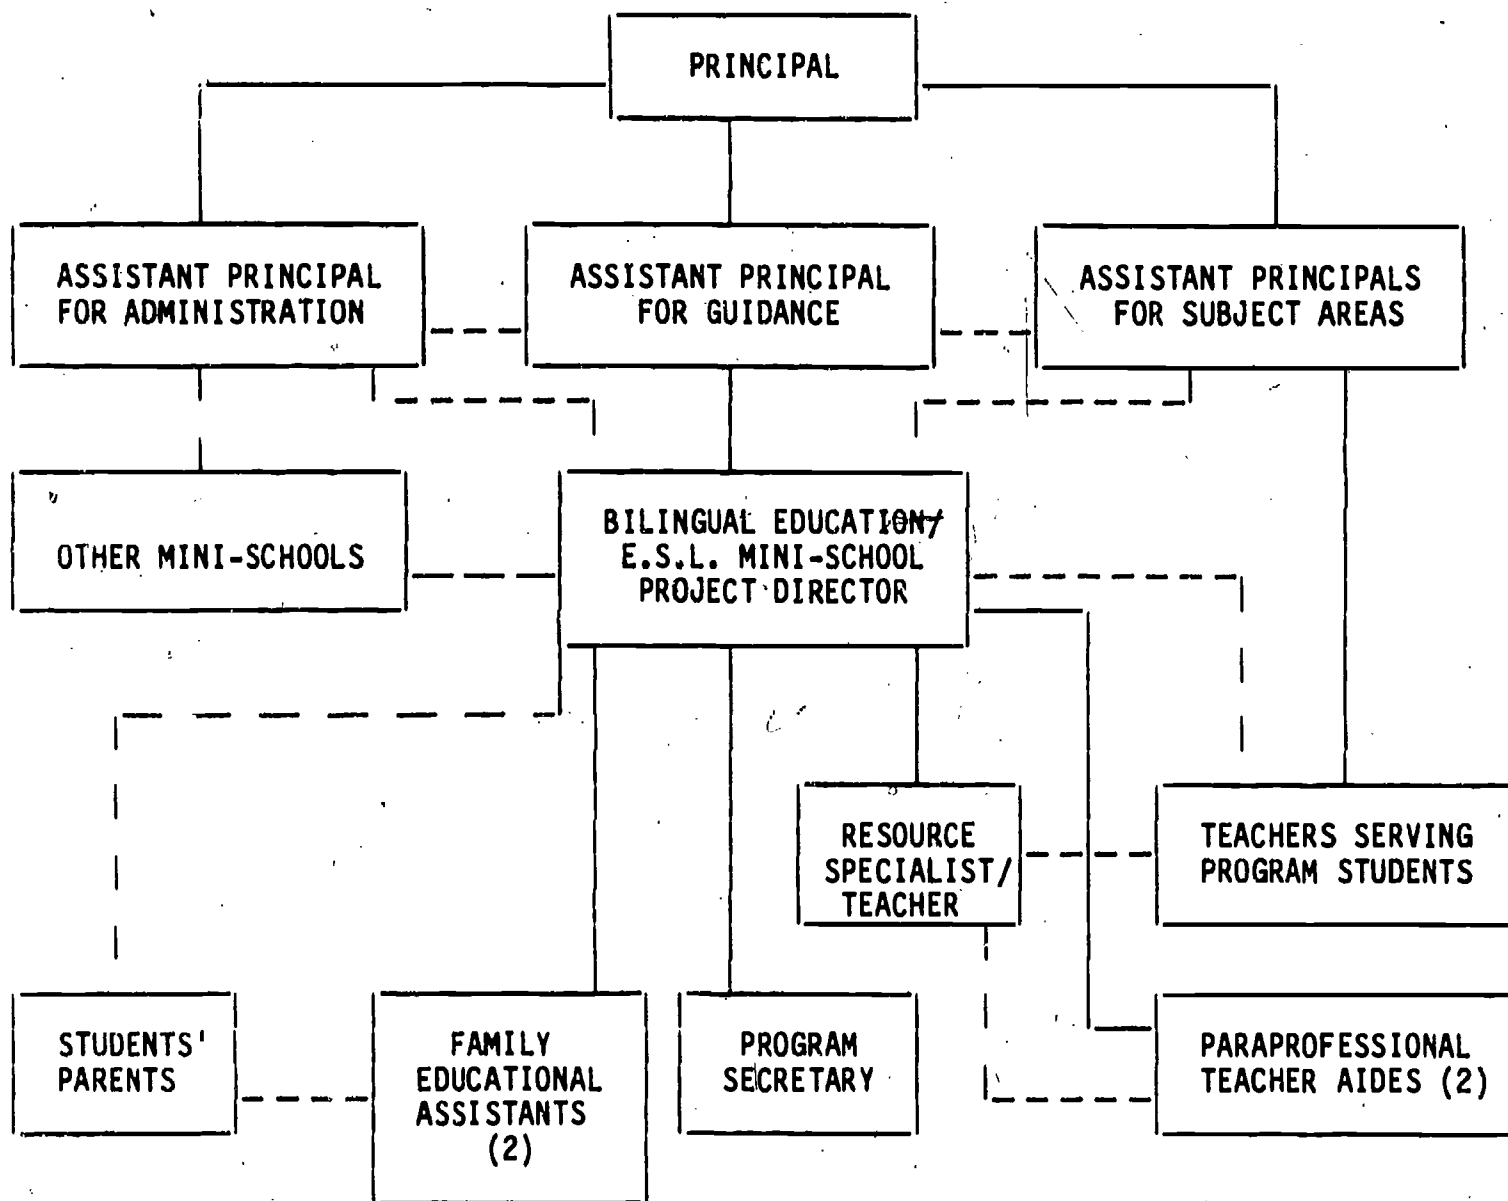 PRINCIPAL
ASSISTANT PRINCIPAL
FOR ADMINISTRATION
ASSISTANT PRINCIPAL
FOR GUIDANCE
ASSISTANT PRINCIPALS
FOR SUBJECT AREAS
OTHER MINI-SCHOOLS
BILINGUAL EDUCATION/
E.S.L. MINI-SCHOOL
PROJECT DIRECTOR
RESOURCE
SPECIALIST/
TEACHER
TEACHERS SERVING
PROGRAM STUDENTS
STUDENTS'
PARENTS
FAMILY
EDUCATIONAL
ASSISTANTS
(2)
PROGRAM
SECRETARY
PARAPROFESSIONAL
TEACHER AIDES (2)